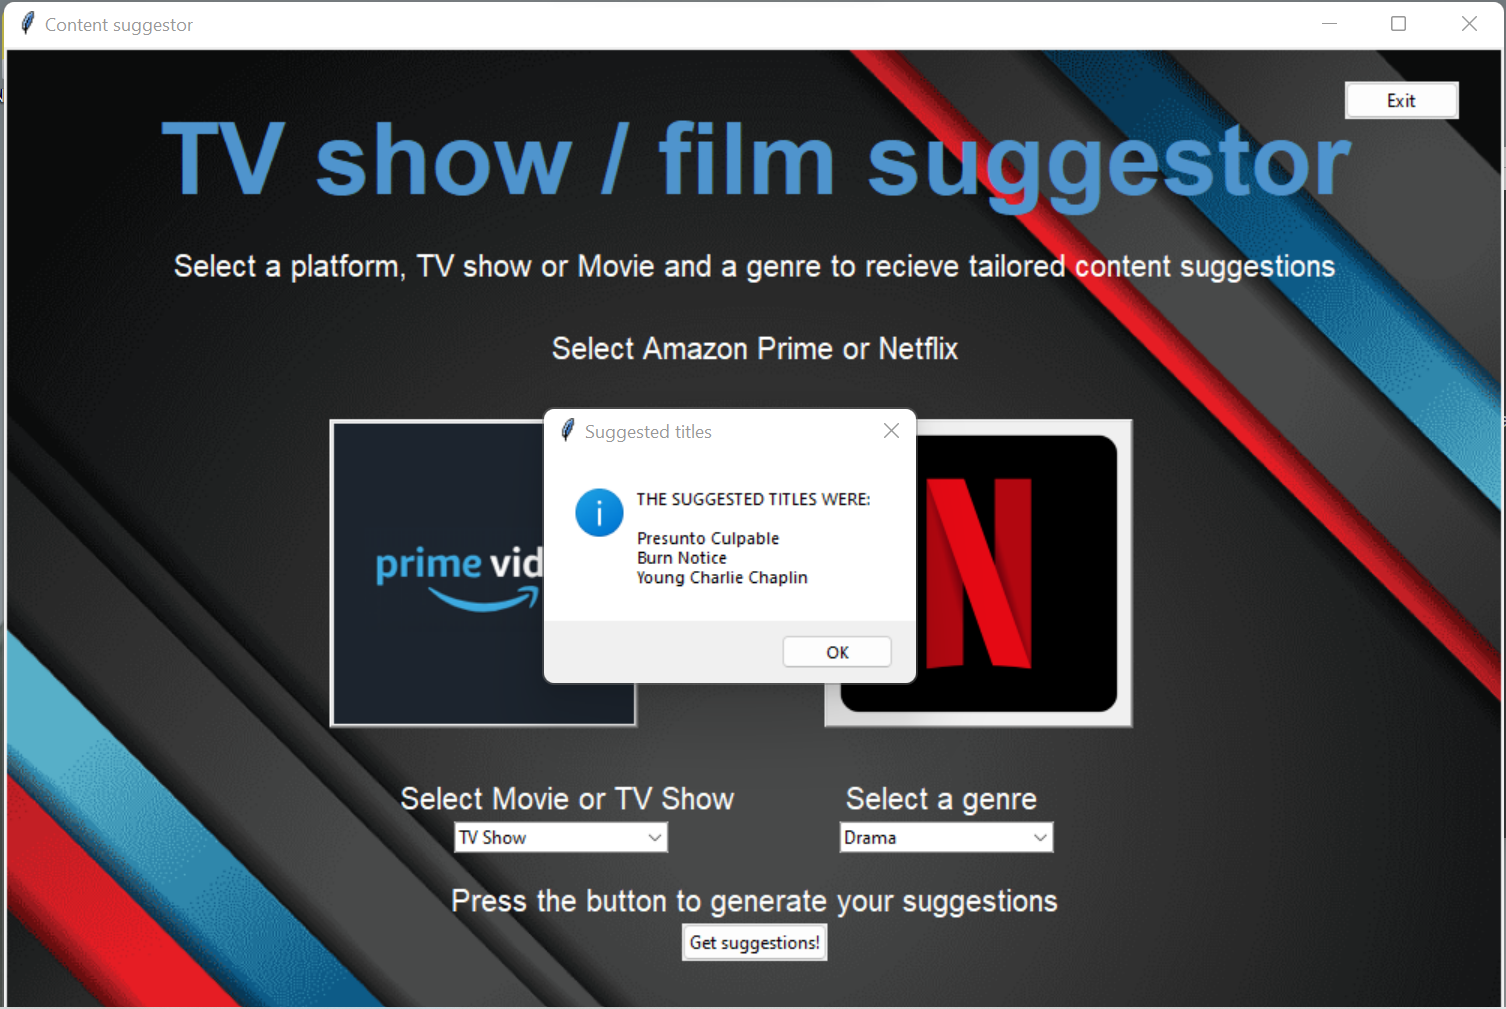 Content suggestor
Exit
TV show / film suggestor
Select a platform, TV show or Movie and a genre to recieve tailored content suggestions
Select Amazon Prime or Netflix
Suggested titles
THE SUGGESTED TITLES WERE:
Presunto Culpable
Burn Notice
Young Charlie Chaplin
OK
prime vid
N
Select Movie or TV Show
Select a genre
TV Show
Drama
Press the button to generate your suggestions
Get suggestions!